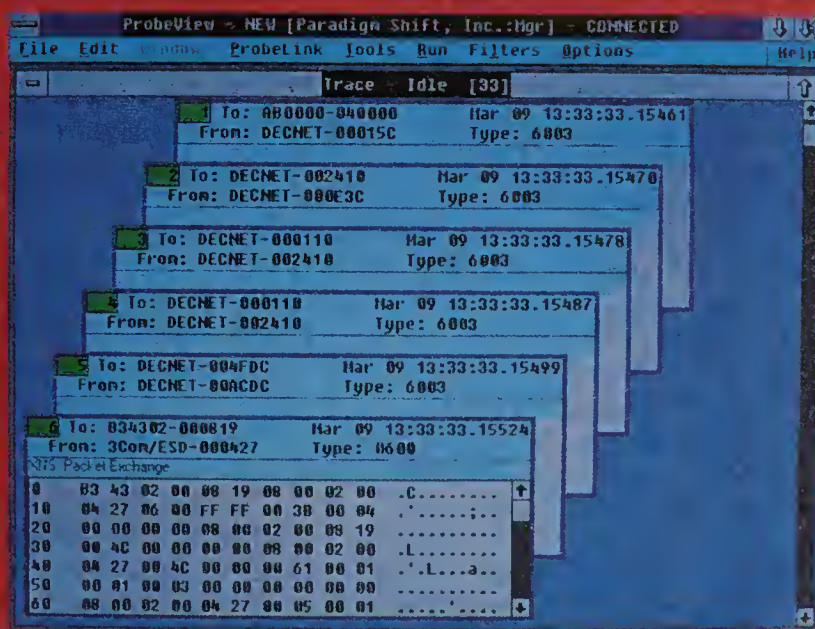 ProbeView - NEW [Paradigm Shift, Inc.:Mgr] - CONNECTED
File Edit Window ProbeLink Tools Run Filters Options Help
Trace - Idle [33]
1 To: AB0000-040000 Mar 09 13:33:33.15461
From: DECNET-00015C Type: 6003
2 To: DECNET-002410 Mar 09 13:33:33.15470
From: DECNET-000E3C Type: 6003
3 To: DECNET-000110 Mar 09 13:33:33.15478
From: DECNET-002410 Type: 6003
4 To: DECNET-000110 Mar 09 13:33:33.15487
From: DECNET-002410 Type: 6003
5 To: DECNET-004FDC Mar 09 13:33:33.15499
From: DECNET-00ACDC Type: 6003
6 To: 034302-000819 Mar 09 13:33:33.15524
From: 3Com/ESD-000427 Type: 0600
Packet Exchange
0 03 43 02 00 08 19 08 00 02 00 .C........
10 04 27 06 00 FF FF 00 3B 00 04 .'.....;..
20 00 00 00 00 08 00 02 00 08 19 ..........
30 00 4C 00 00 00 00 08 00 02 00 .L........
40 04 27 00 4C 00 00 00 61 00 01 .'.L...a..
50 00 01 00 03 00 00 00 00 00 00 ..........
60 08 00 02 00 04 27 00 05 00 01 .....'....